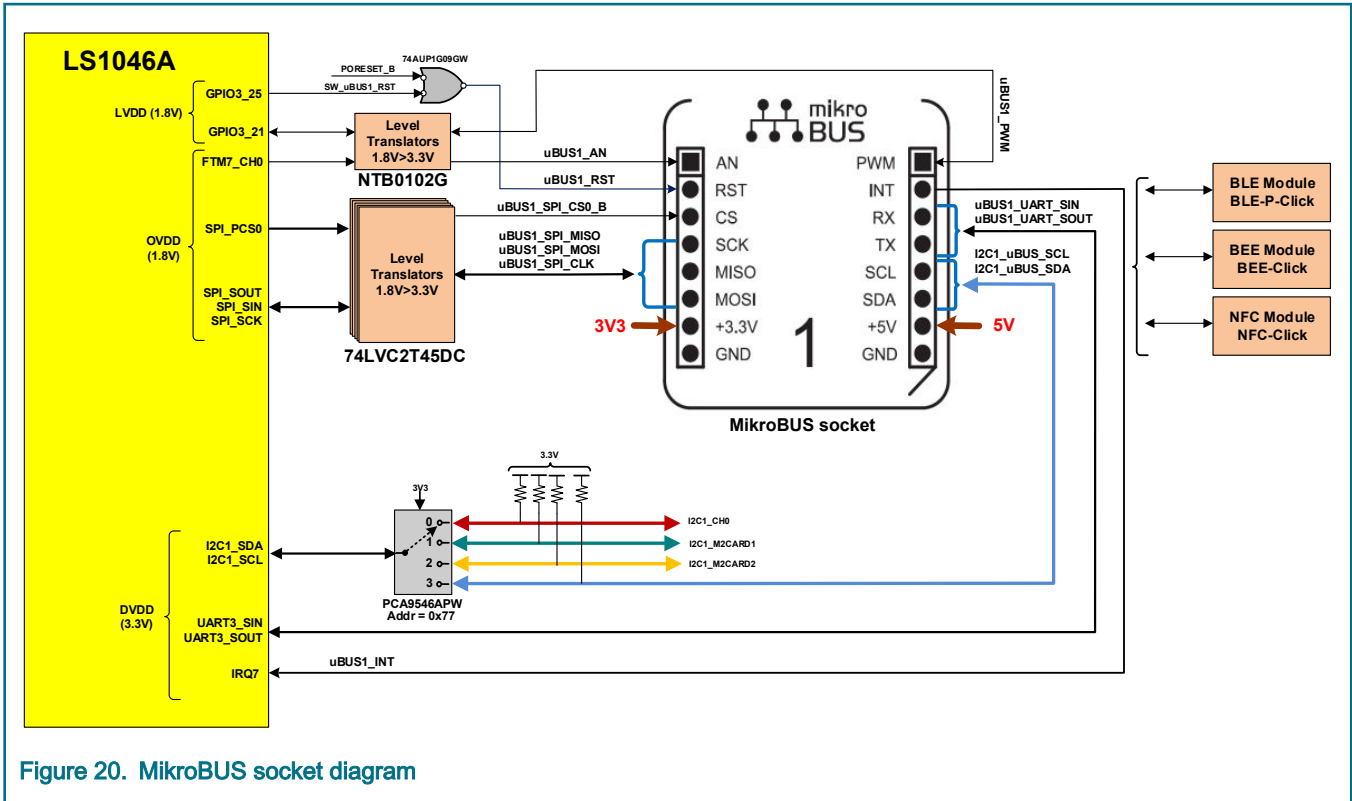 LS1046A
LVDD (1.8V)
GPIO3_25
GPIO3_21
FTM7_CH0
OVDD
(1.8V)
SPI_PCS0
SPI_SOUT
SPI_SIN
SPI_SCK
DVDD
(3.3V)
I2C1_SDA
I2C1_SCL
UART3_SIN
UART3_SOUT
IRQ7
74AUP1G09GW
PORESET_B
SW_uBUS1_RST
Level
Translators
1.8V>3.3V
NTB0102G
Level
Translators
1.8V>3.3V
74LVC2T45DC
uBUS1_AN
uBUS1_RST
uBUS1_SPI_CS0_B
uBUS1_SPI_MISO
uBUS1_SPI_MOSI
uBUS1_SPI_CLK
3V3
mikro
BUS
AN
RST
CS
SCK
MISO
MOSI
+3.3V
GND
1
PWM
INT
RX
TX
SCL
SDA
+5V
GND
MikroBUS socket
uBUS1_PWM
uBUS1_UART_SIN
uBUS1_UART_SOUT
I2C1_uBUS_SCL
I2C1_uBUS_SDA
5V
BLE Module
BLE-P-Click
BEE Module
BEE-Click
NFC Module
NFC-Click
3.3V
3V3
0
1
2
3
PCA9546APW
Addr = 0x77
I2C1_CH0
I2C1_M2CARD1
I2C1_M2CARD2
uBUS1_INT
Figure 20. MikroBUS socket diagram